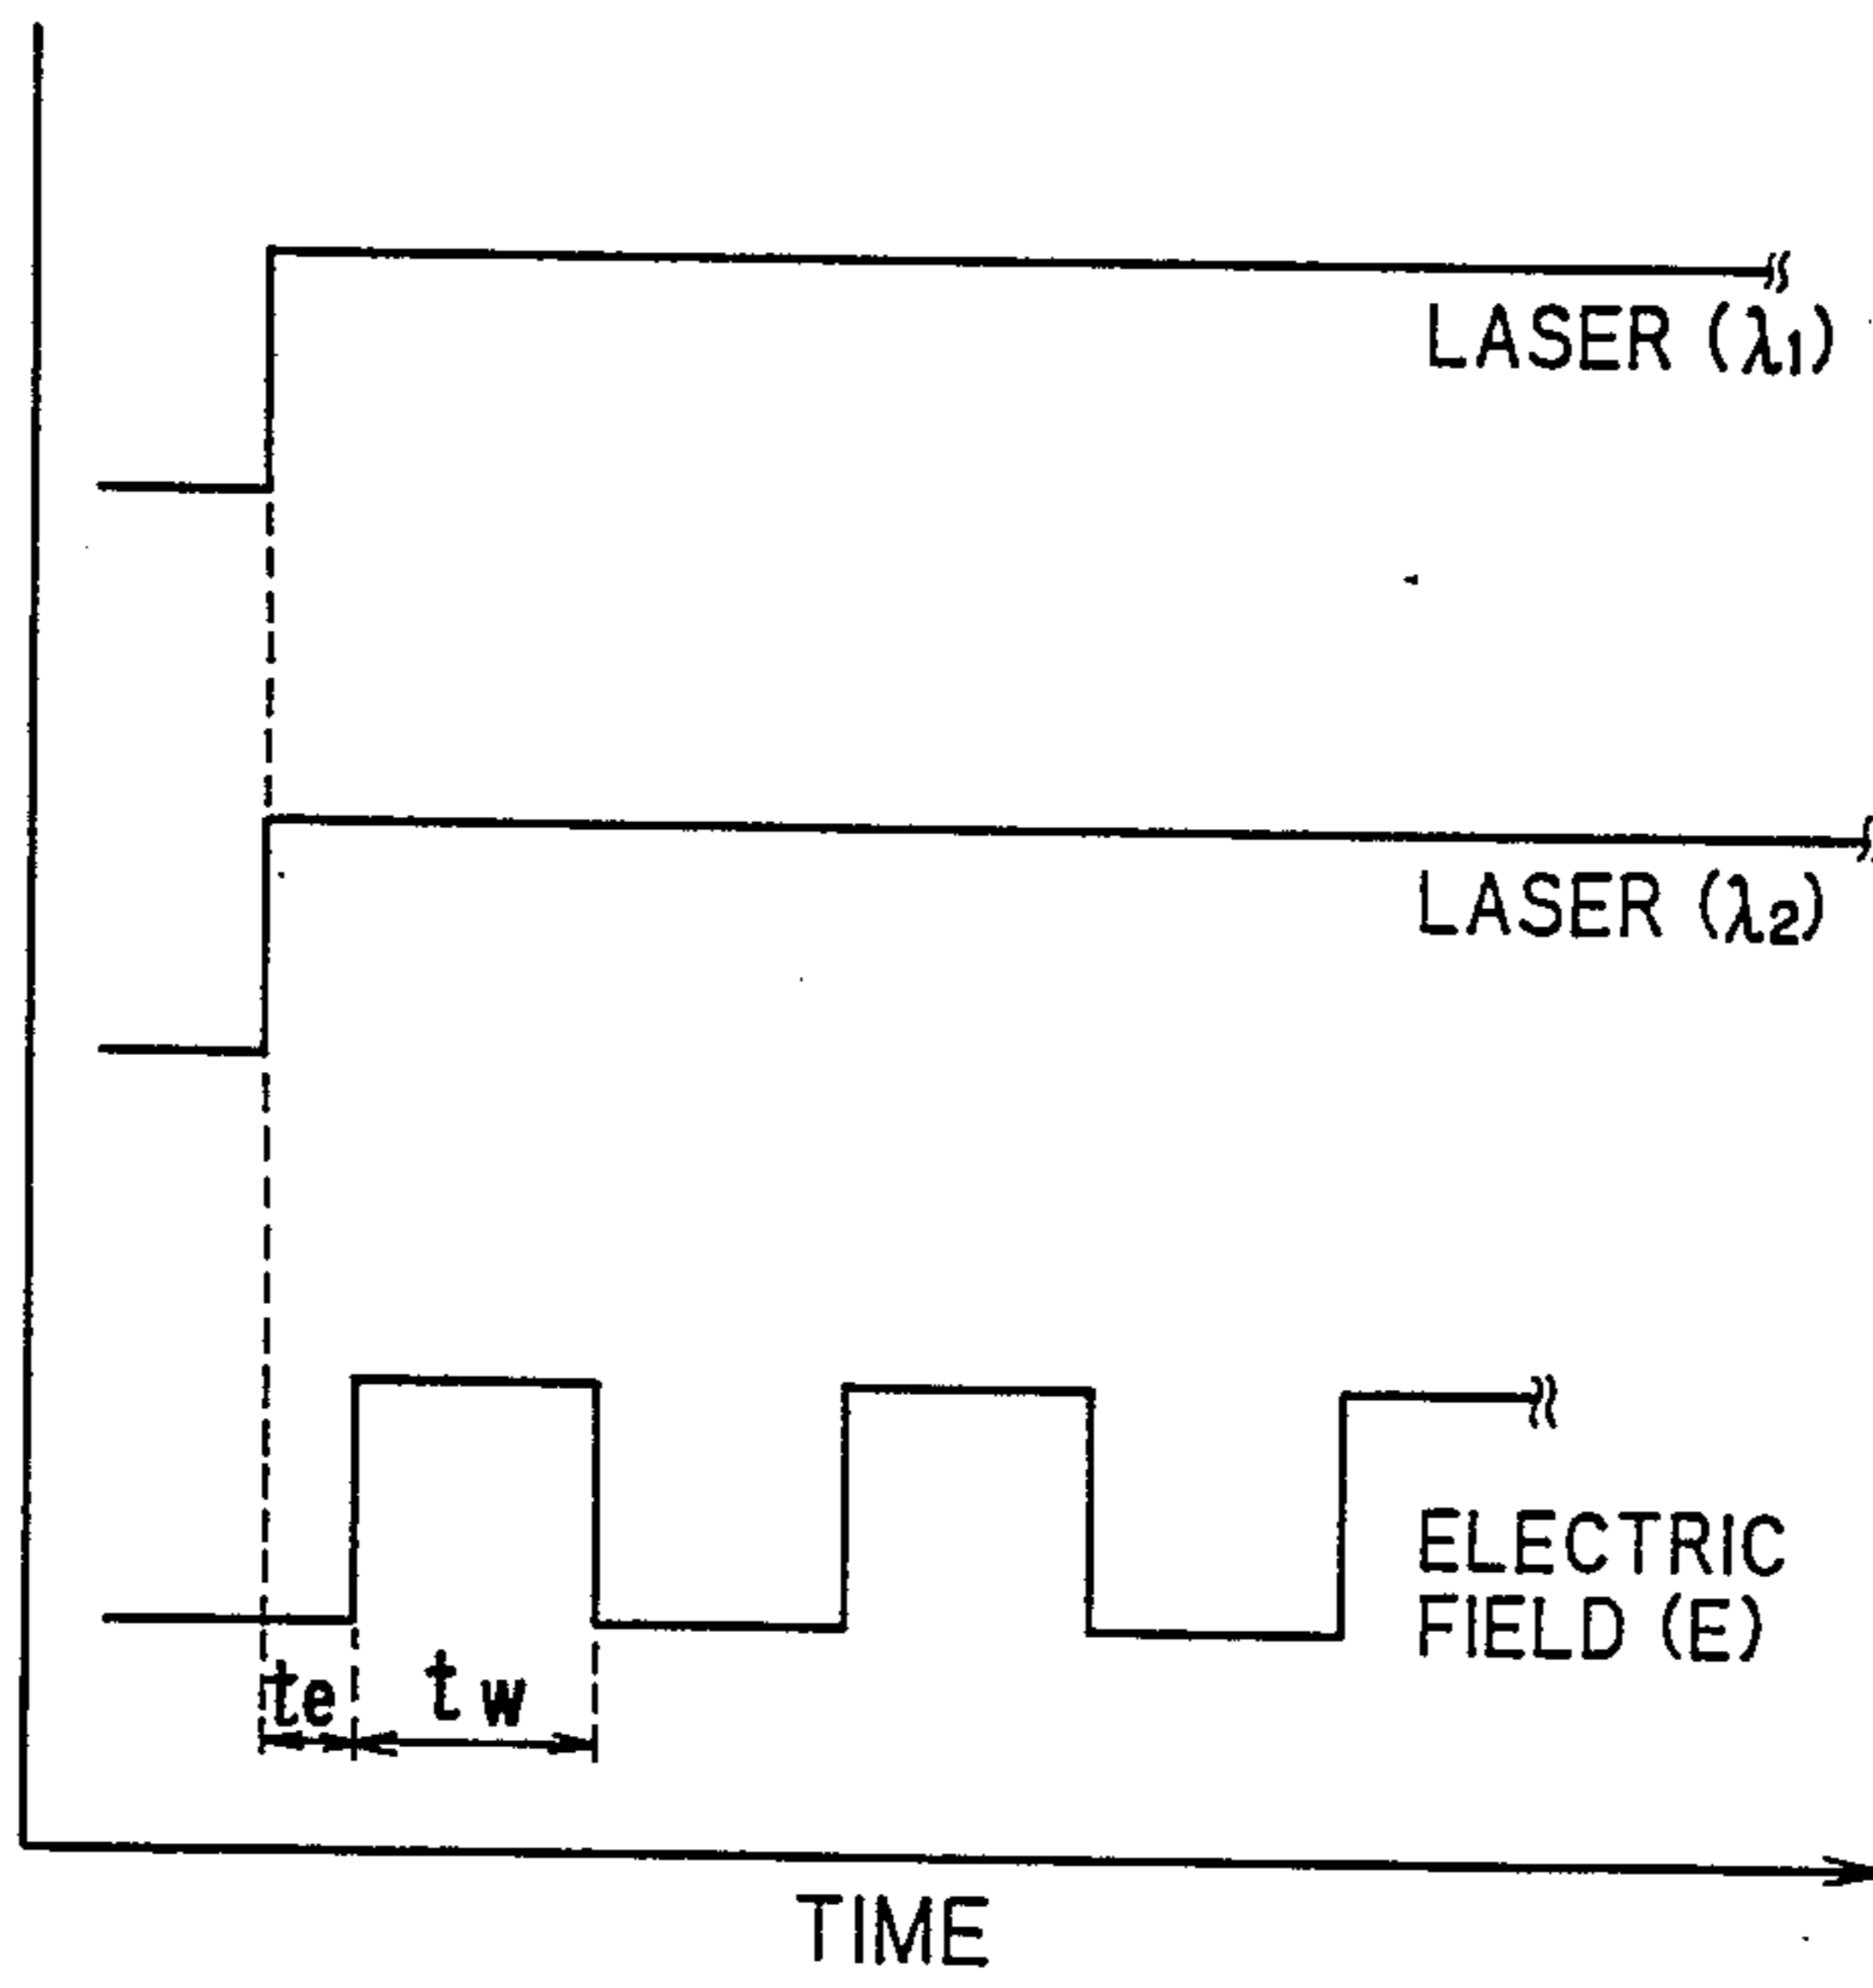 LASER (λ1)
LASER (λ2)
ELECTRIC
FIELD (E)
te tw
TIME